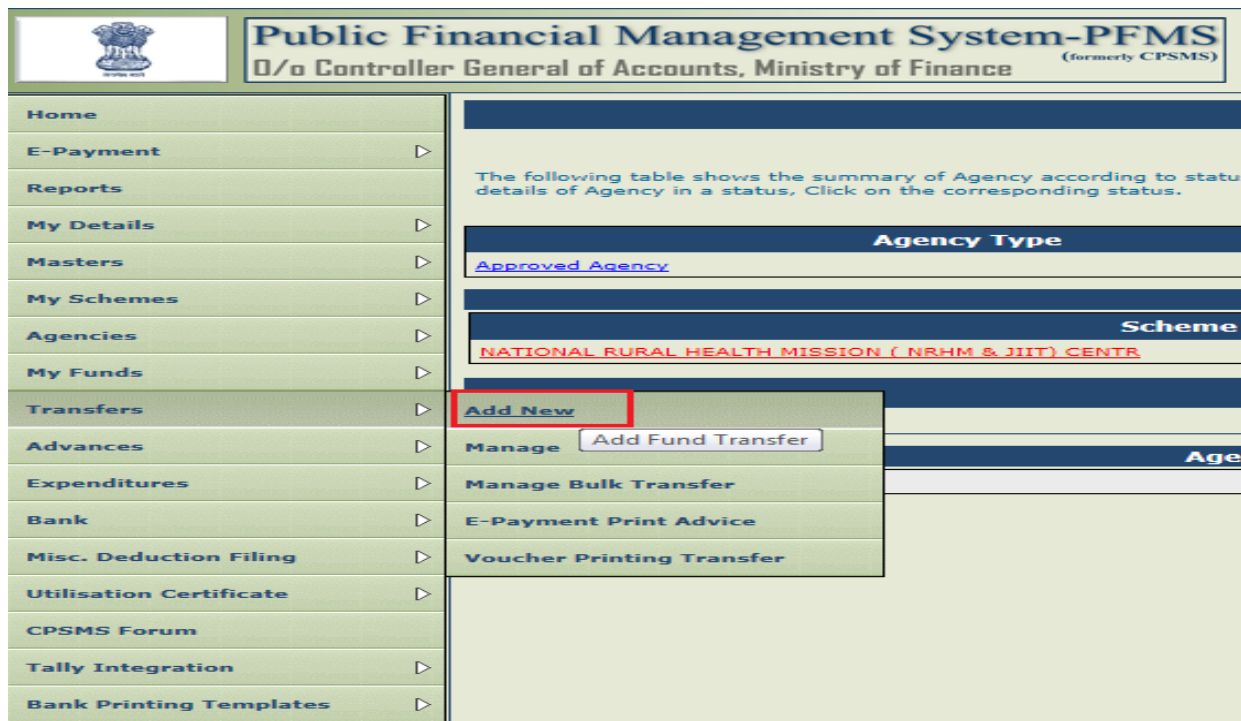 Public Financial Management System-PFMS
(formerly CPSMS)
O/o Controller General of Accounts, Ministry of Finance
Home
E-Payment
Reports
My Details
Masters
My Schemes
Agencies
My Funds
Transfers
Advances
Expenditures
Bank
Misc. Deduction Filing
Utilisation Certificate
CPSMS Forum
Tally Integration
Bank Printing Templates
The following table shows the summary of Agency according to statu
details of Agency in a status, Click on the corresponding status.
Agency Type
Approved Agency
Scheme
NATIONAL RURAL HEALTH MISSION ( NRHM & JIIT) CENTR
Add New
Add Fund Transfer
Manage
Manage Bulk Transfer
E-Payment Print Advice
Voucher Printing Transfer
Age